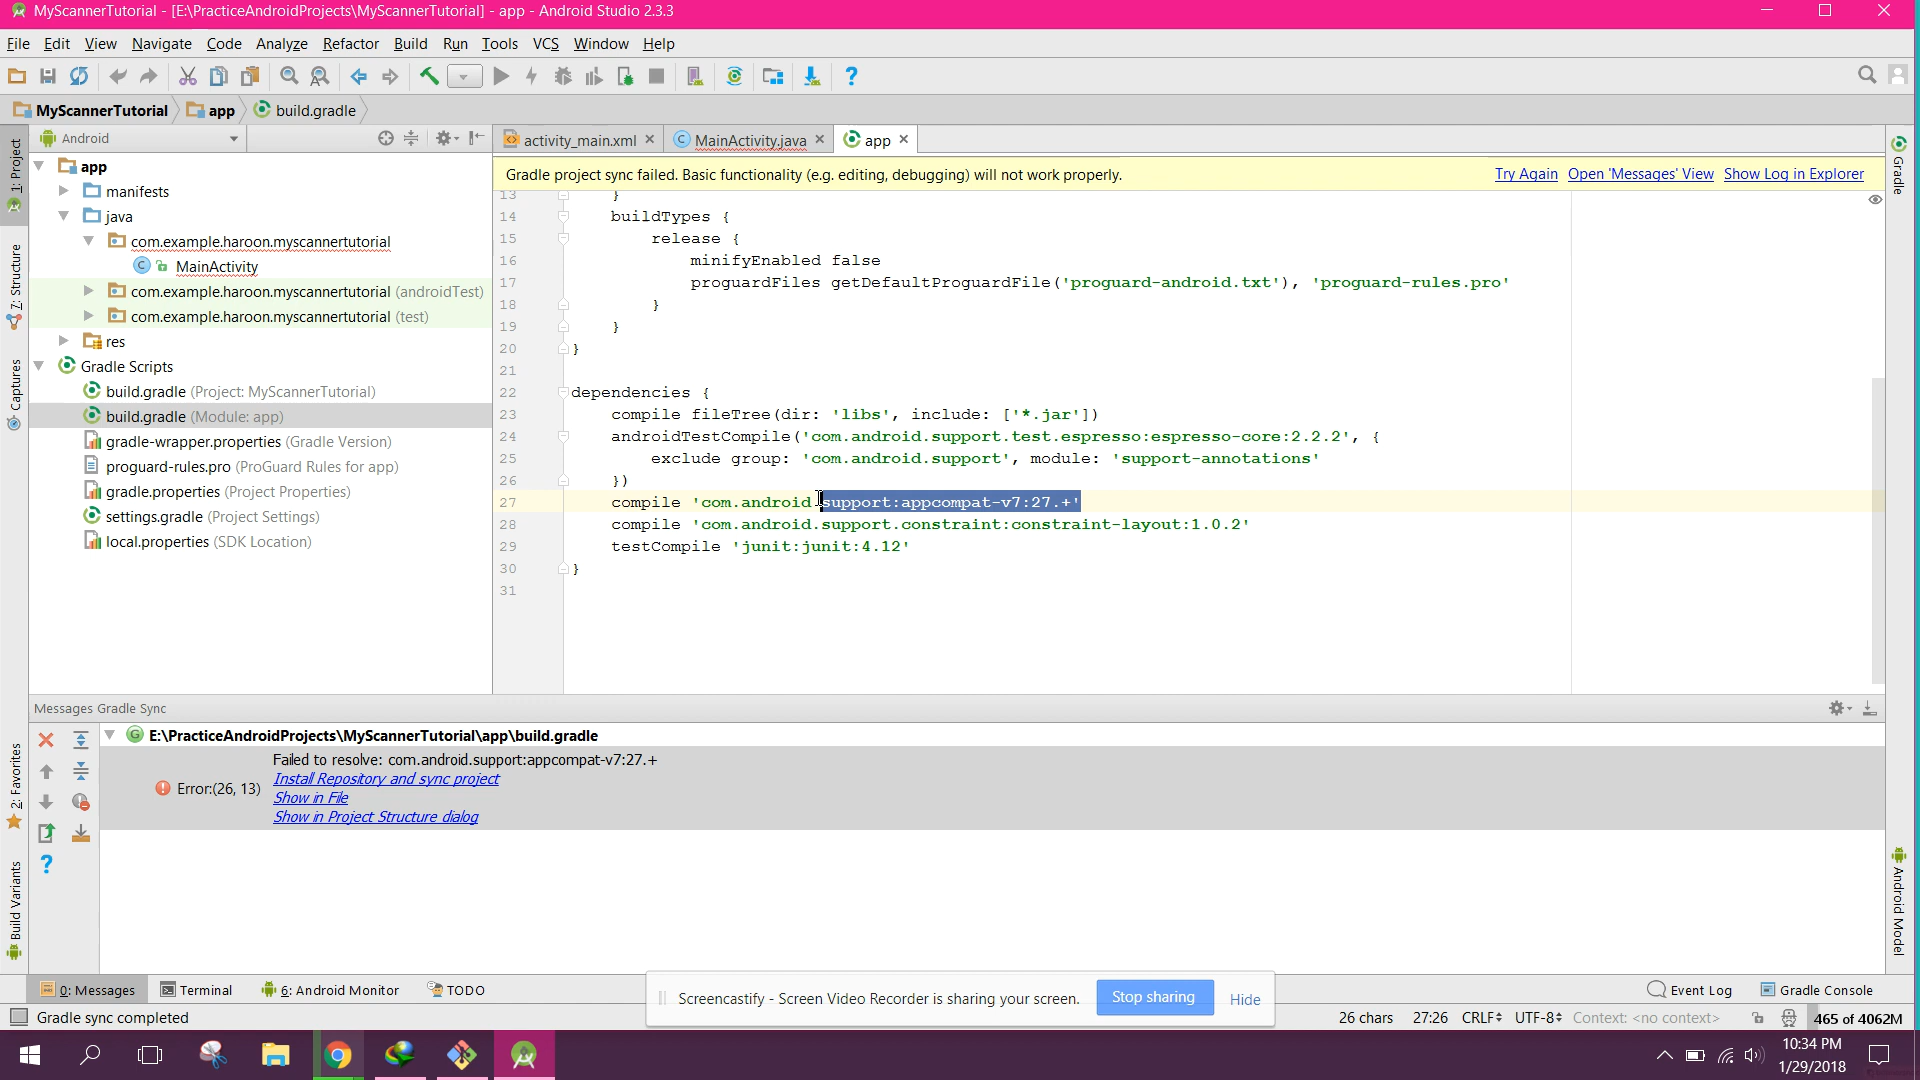 MyScannerTutorial - [E:\PracticeAndroidProjects\MyScannerTutorial] - app - Android Studio 2.3.3
File Edit View Navigate Code Analyze Refactor Build Run Tools VCS Window Help
MyScannerTutorial app build.gradle
Android
activity_main.xml MainActivity.java app
Gradle project sync failed. Basic functionality (e.g. editing, debugging) will not work properly. Try Again Open 'Messages' View Show Log in Explorer
1: Project
7: Structure
Captures
2: Favorites
Build Variants
app
manifests
java
com.example.haroon.myscannertutorial
MainActivity
com.example.haroon.myscannertutorial (androidTest)
com.example.haroon.myscannertutorial (test)
res
Gradle Scripts
build.gradle (Project: MyScannerTutorial)
build.gradle (Module: app)
gradle-wrapper.properties (Gradle Version)
proguard-rules.pro (ProGuard Rules for app)
gradle.properties (Project Properties)
settings.gradle (Project Settings)
local.properties (SDK Location)
13 }
14 buildTypes {
15 release {
16 minifyEnabled false
17 proguardFiles getDefaultProguardFile('proguard-android.txt'), 'proguard-rules.pro'
18 }
19 }
20 }
21
22 dependencies {
23 compile fileTree(dir: 'libs', include: ['*.jar'])
24 androidTestCompile('com.android.support.test.espresso:espresso-core:2.2.2', {
25 exclude group: 'com.android.support', module: 'support-annotations'
26 })
27 compile 'com.android.support:appcompat-v7:27.+'
28 compile 'com.android.support.constraint:constraint-layout:1.0.2'
29 testCompile 'junit:junit:4.12'
30 }
31
Gradle
Android Model
Messages Gradle Sync
E:\PracticeAndroidProjects\MyScannerTutorial\app\build.gradle
Failed to resolve: com.android.support:appcompat-v7:27.+
Error:(26, 13) Install Repository and sync project
Show in File
Show in Project Structure dialog
0: Messages Terminal 6: Android Monitor TODO Event Log Gradle Console
Screencastify - Screen Video Recorder is sharing your screen. Stop sharing Hide
Gradle sync completed 26 chars 27:26 CRLF UTF-8 Context: <no context> 465 of 4062M
10:34 PM
1/29/2018